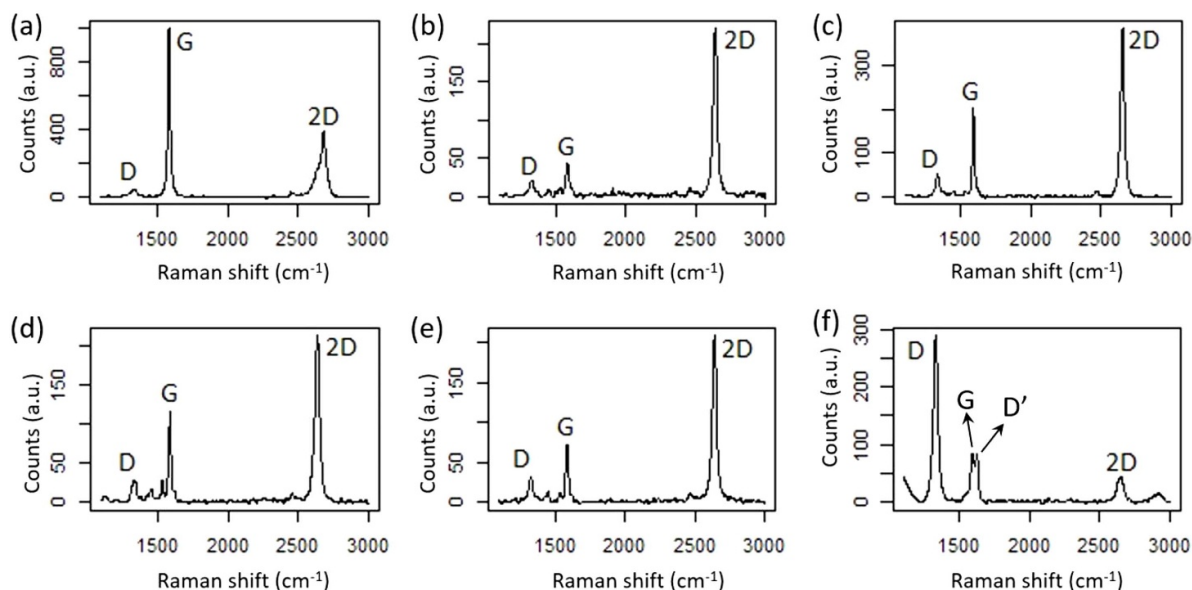 (a)
G
2D
D
Counts (a.u.)
0
400
800
1500 2000 2500 3000
Raman shift (cm-1)
(b)
2D
G
D
Counts (a.u.)
0
50
150
1500 2000 2500 3000
Raman shift (cm-1)
(c)
2D
G
D
Counts (a.u.)
0
100
300
1500 2000 2500 3000
Raman shift (cm-1)
(d)
2D
G
D
Counts (a.u.)
0
50
150
1500 2000 2500 3000
Raman shift (cm-1)
(e)
2D
G
D
Counts (a.u.)
0
50
150
1500 2000 2500 3000
Raman shift (cm-1)
(f)
D
G
D’
2D
Counts (a.u.)
0
100
200
300
1500 2000 2500 3000
Raman shift (cm-1)